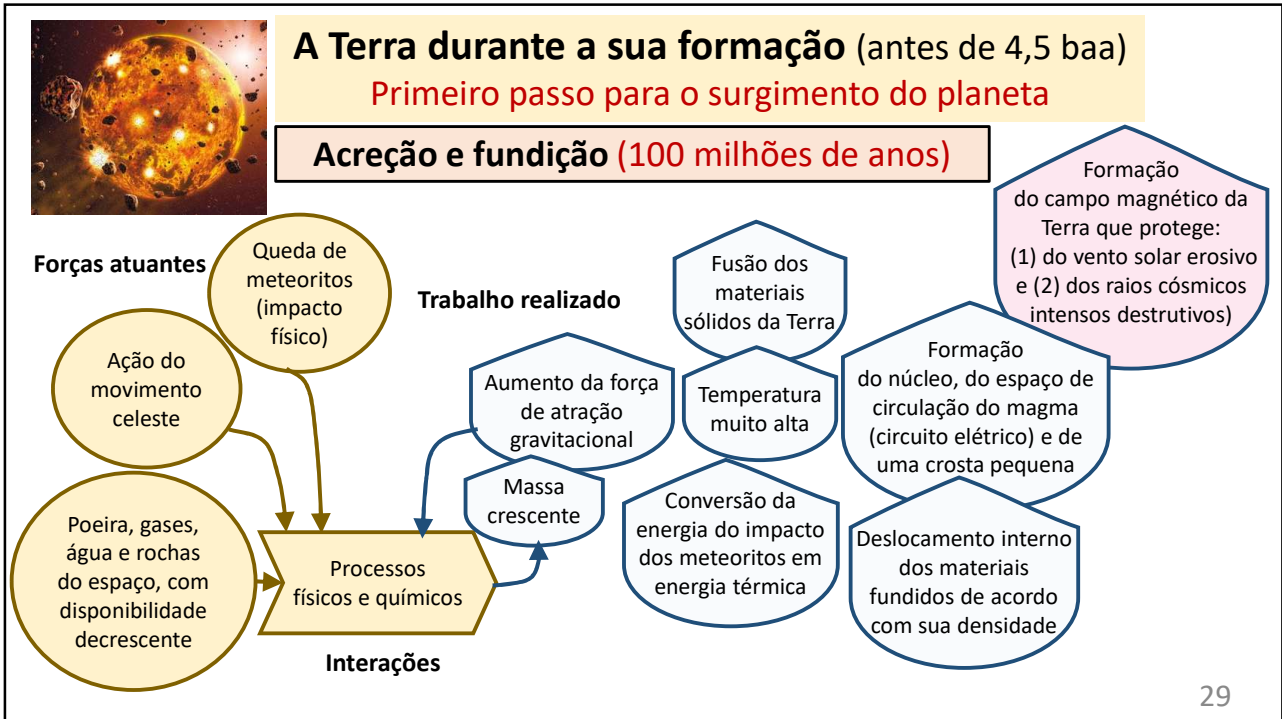 A Terra durante a sua formação (antes de 4,5 baa)
Primeiro passo para o surgimento do planeta
Acreção e fundição (100 milhões de anos)
Forças atuantes
Queda de
meteoritos
(impacto
físico)
Ação do
movimento
celeste
Poeira, gases,
água e rochas
do espaço, com
disponibilidade
decrescente
Processos
físicos e químicos
Interações
Trabalho realizado
Aumento da força
de atração
gravitacional
Massa
crescente
Fusão dos
materiais
sólidos da Terra
Temperatura
muito alta
Conversão da
energia do impacto
dos meteoritos em
energia térmica
Formação
do campo magnético da
Terra que protege:
(1) do vento solar erosivo
e (2) dos raios cósmicos
intensos destrutivos)
Formação
do núcleo, do espaço de
circulação do magma
(circuito elétrico) e de
uma crosta pequena
Deslocamento interno
dos materiais
fundidos de acordo
com sua densidade
29